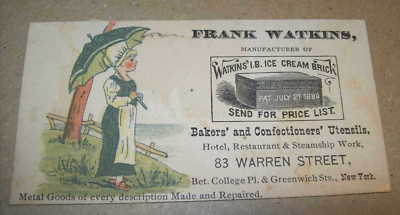 FRANK WATKINS,
MANUFACTURER OF
WATKINS' I.B. ICE CREAM BRICK
PAT. JULY 21 1884
SEND FOR PRICE LIST.
Bakers' and Confectioners' Utensils,
Hotel, Restaurant & Steamship Work,
83 WARREN STREET,
Bet. College Pl. & Greenwich Sts., New York.
Metal Goods of every description Made and Repaired.